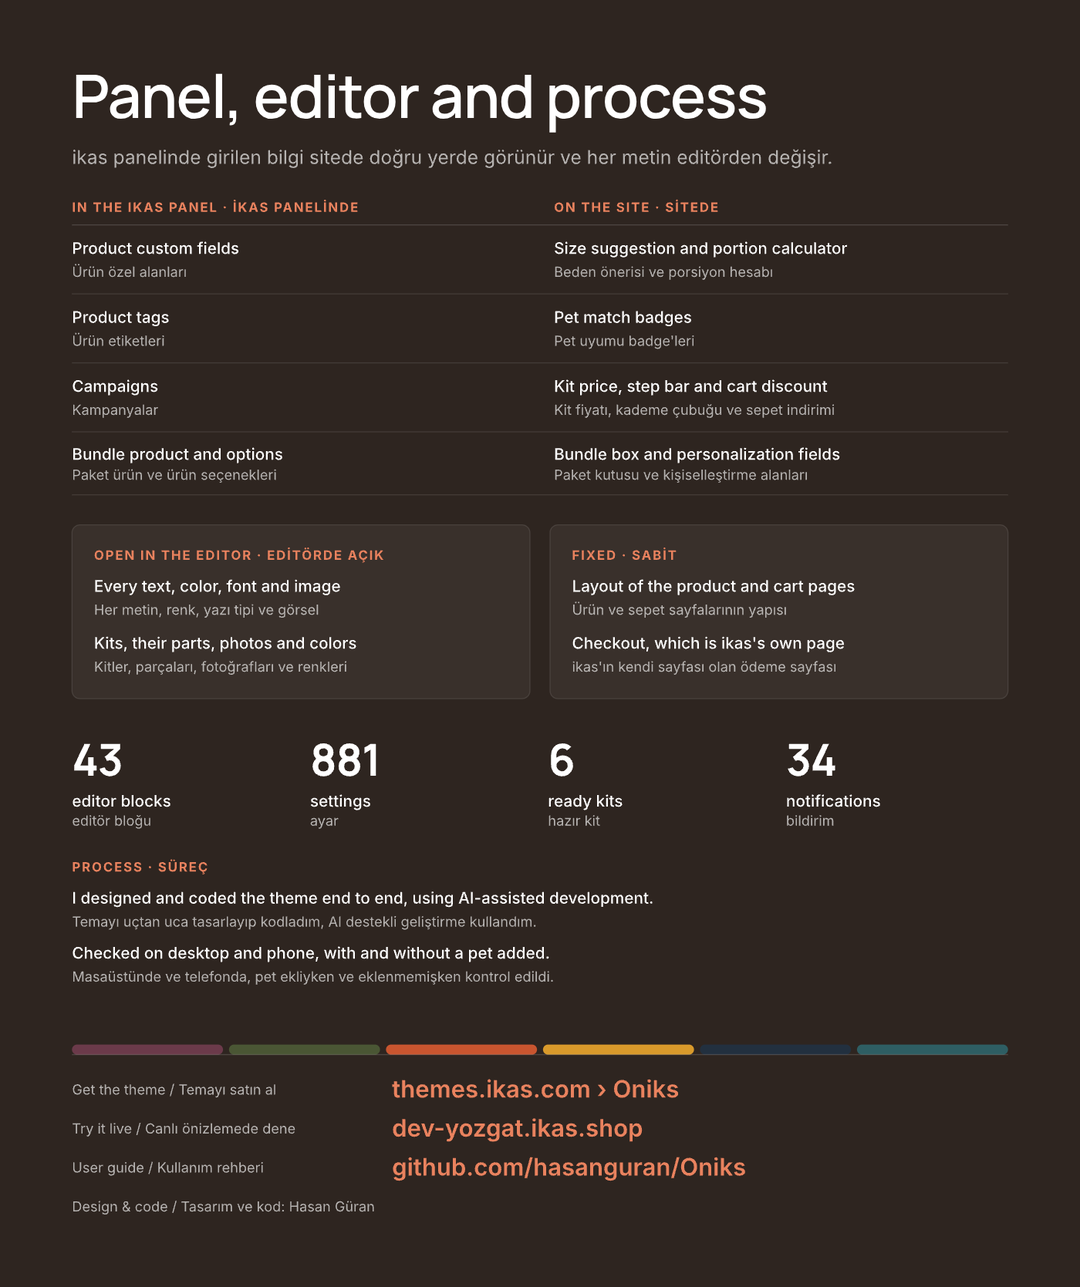 Panel, editor and process
ikas panelinde girilen bilgi sitede doğru yerde görünür ve her metin editörden değişir.
IN THE IKAS PANEL · İKAS PANELİNDE
ON THE SITE · SİTEDE
Product custom fields
Ürün özel alanları
Size suggestion and portion calculator
Beden önerisi ve porsiyon hesabı
Product tags
Ürün etiketleri
Pet match badges
Pet uyumu badge'leri
Campaigns
Kampanyalar
Kit price, step bar and cart discount
Kit fiyatı, kademe çubuğu ve sepet indirimi
Bundle product and options
Paket ürün ve ürün seçenekleri
Bundle box and personalization fields
Paket kutusu ve kişiselleştirme alanları
OPEN IN THE EDITOR · EDİTÖRDE AÇIK
Every text, color, font and image
Her metin, renk, yazı tipi ve görsel
Kits, their parts, photos and colors
Kitler, parçaları, fotoğrafları ve renkleri
FIXED · SABİT
Layout of the product and cart pages
Ürün ve sepet sayfalarının yapısı
Checkout, which is ikas's own page
ikas'ın kendi sayfası olan ödeme sayfası
43
editor blocks
editör bloğu
881
settings
ayar
6
ready kits
hazır kit
34
notifications
bildirim
PROCESS · SÜREÇ
I designed and coded the theme end to end, using AI-assisted development.
Temayı uçtan uca tasarlayıp kodladım, AI destekli geliştirme kullandım.
Checked on desktop and phone, with and without a pet added.
Masaüstünde ve telefonda, pet ekliyken ve eklenmemişken kontrol edildi.
Get the theme / Temayı satın al
themes.ikas.com › Oniks
Try it live / Canlı önizlemede dene
dev-yozgat.ikas.shop
User guide / Kullanım rehberi
github.com/hasanguran/Oniks
Design & code / Tasarım ve kod: Hasan Güran